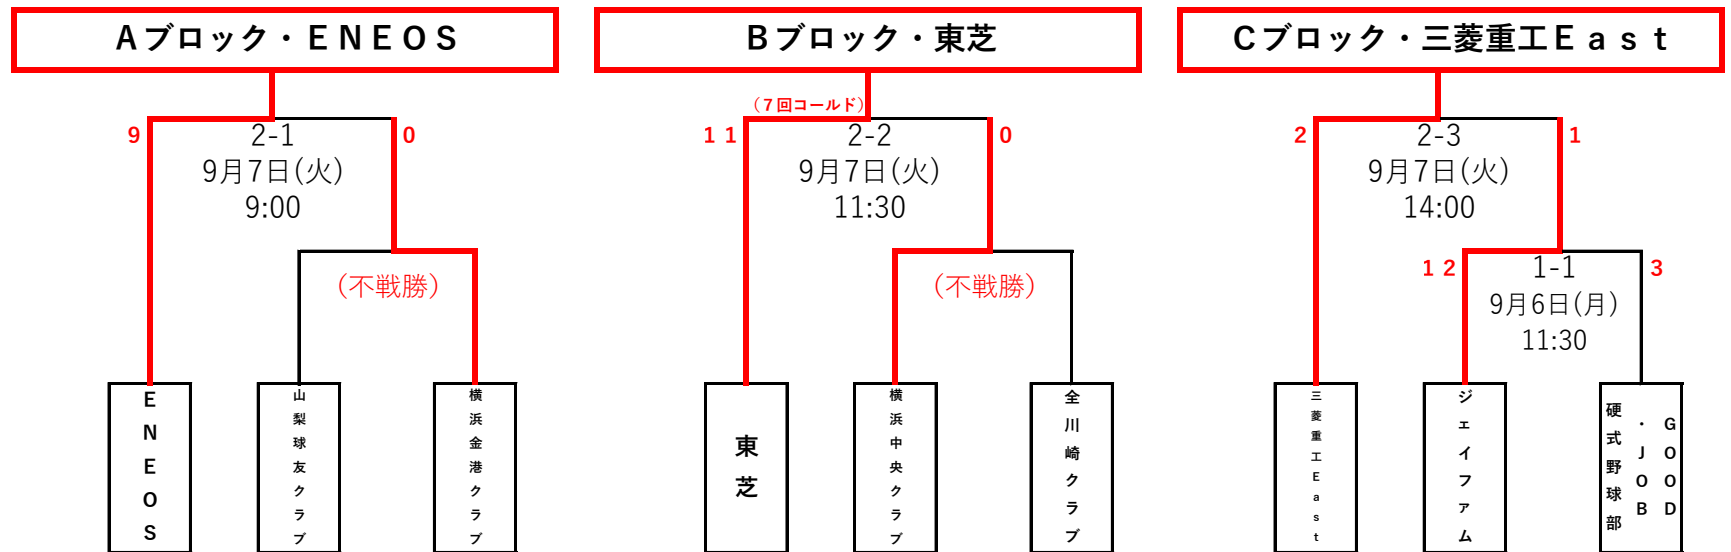 Aブロック・ＥＮＥＯＳ
9
2-1
9月7日(火)
9:00
0
(不戦勝)
ＥＮＥＯＳ
山梨球友クラブ
横浜金港クラブ
Bブロック・東芝
（７回コールド）
１１
2-2
9月7日(火)
11:30
0
(不戦勝)
東芝
横浜中央クラブ
全川崎クラブ
Cブロック・三菱重工Ｅａｓｔ
2
2-3
9月7日(火)
14:00
1
１２
1-1
9月6日(月)
11:30
3
三菱重工Ｅａｓｔ
ジェイファム
ＧＯＯＤ
・ＪＯＢ
硬式野球部